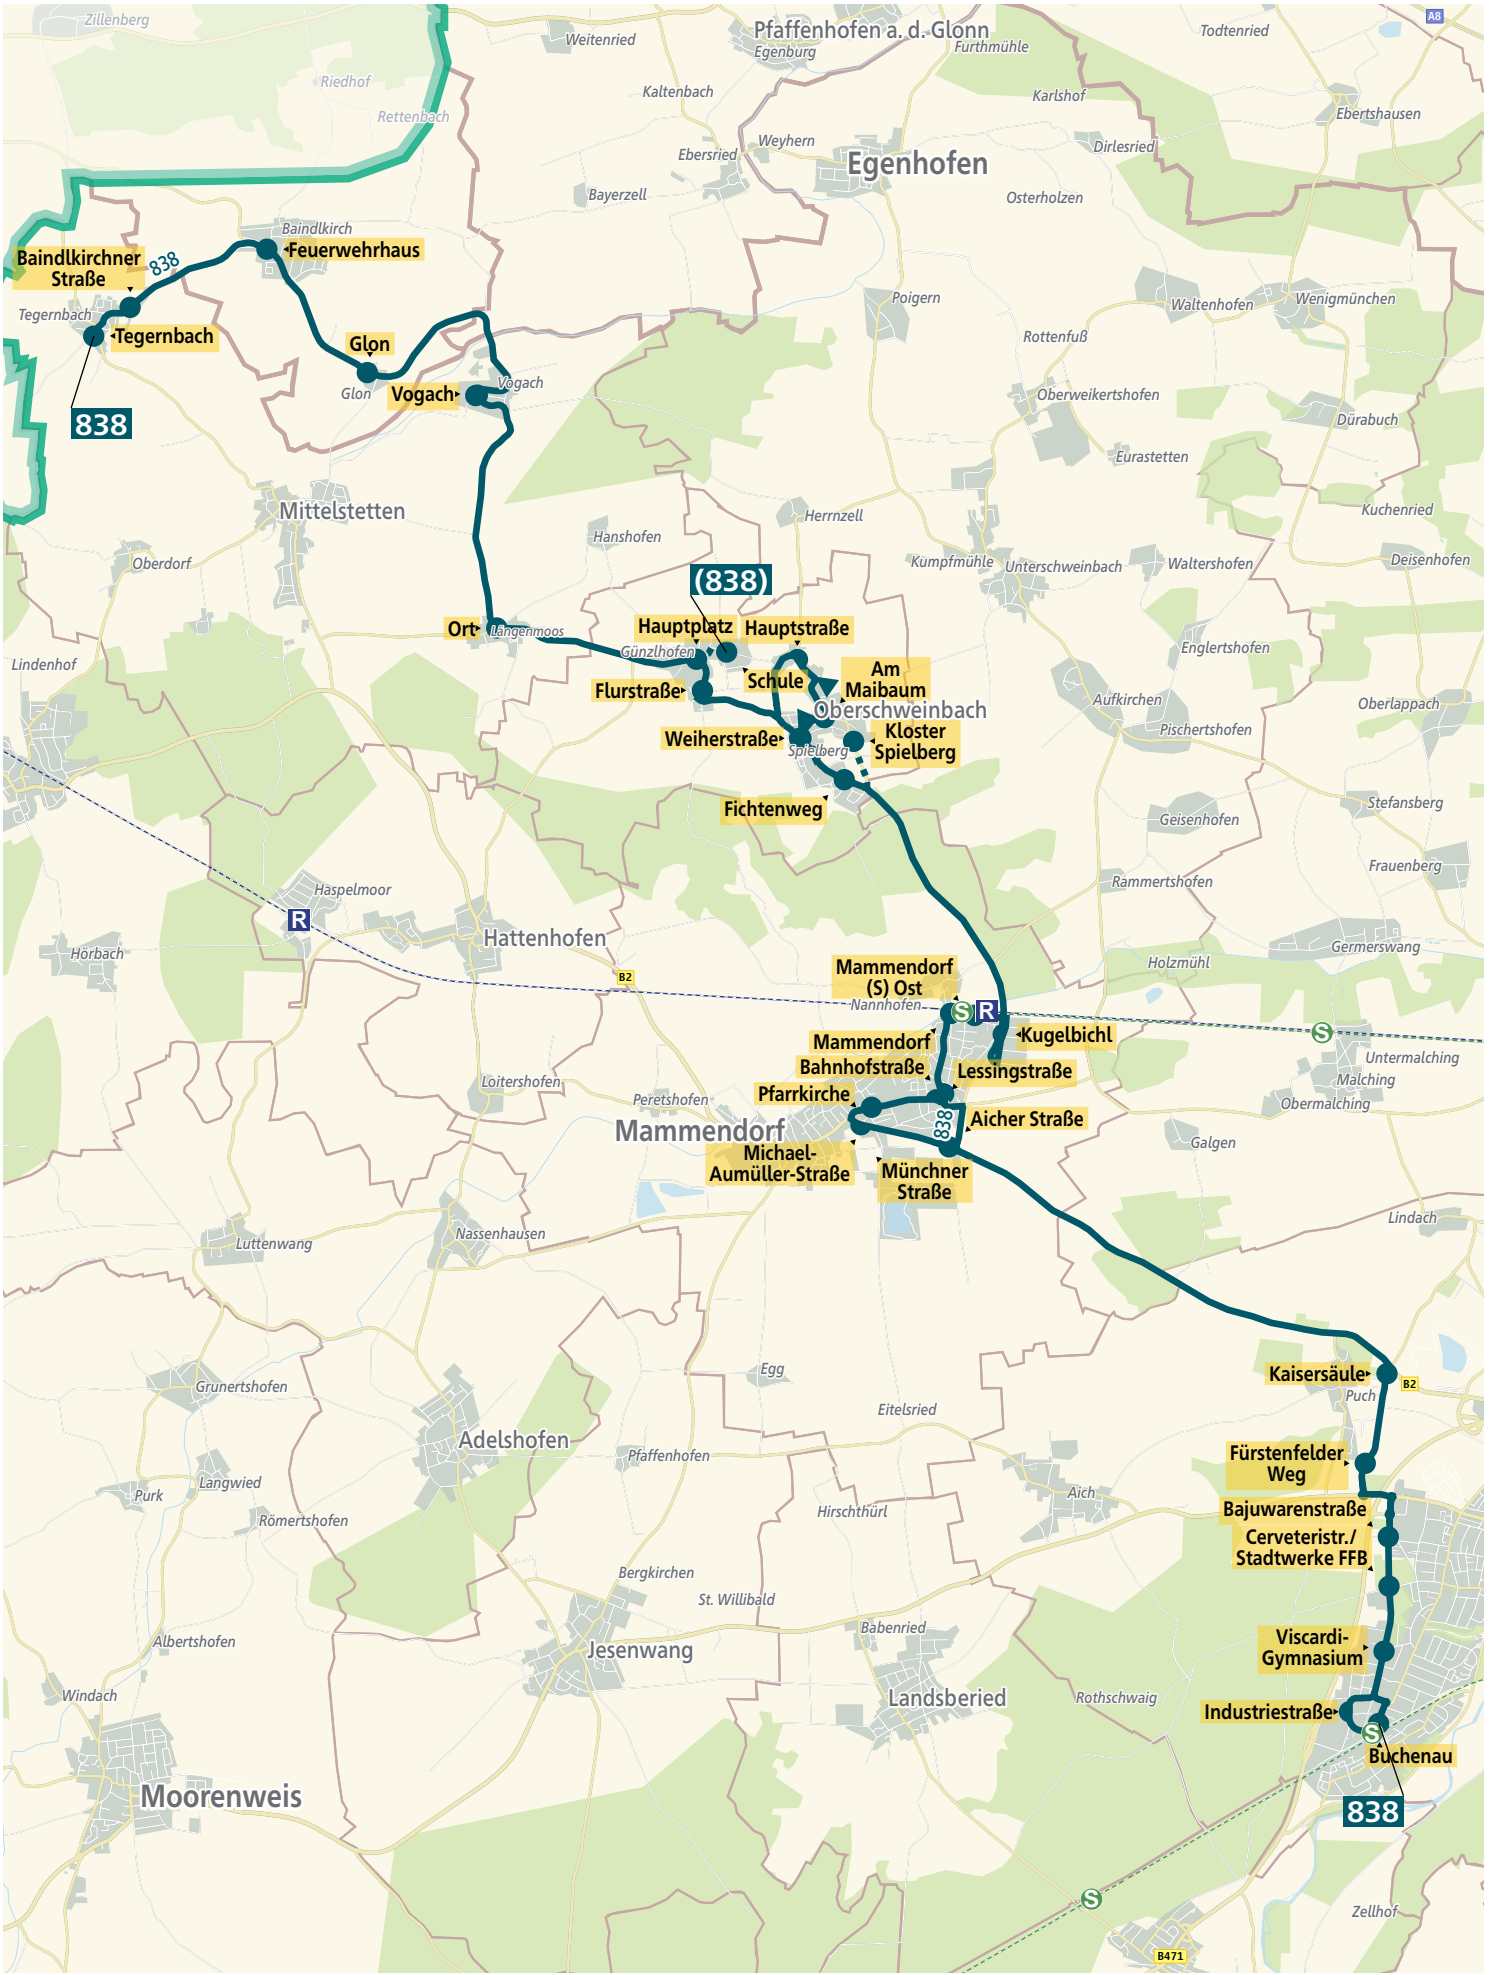 Zillenberg
Weitenried
Pfaffenhofen a. d. Glonn
Egenburg
Furthmühle
Todtenried
A8
Riedhof
Kaltenbach
Karlshof
Rettenbach
Ebertshausen
Weyhern
Ebersried
Egenhofen
Dirlesried
Bayerzell
Osterholzen
Baindlkirch
Feuerwehrhaus
Baindlkirchner
Straße
838
Tegernbach
Tegernbach
Poigern
Waltenhofen
Wenigmünchen
Rottenfuß
Glon
Glon
Vogach
Vogach
Oberweikertshofen
Dürabuch
838
Eurastetten
Mittelstetten
Herrnzell
Kuchenried
Hanshofen
Oberdorf
Kumpfmühle
Unterschweinbach
Waltershofen
Deisenhofen
(838)
Ort
Längenmoos
Hauptplatz
Hauptstraße
Günzlhofen
Englertshofen
Lindenhof
Flurstraße
Schule
Am
Maibaum
Oberschweinbach
Aufkirchen
Oberlappach
Pischertshofen
Weiherstraße
Spielberg
Kloster
Spielberg
Fichtenweg
Stefansberg
Geisenhofen
Frauenberg
Rammertshofen
Haspelmoor
R
Hattenhofen
Hörbach
Germerswang
B2
Mammendorf
(S) Ost
Holzmühl
Nannhofen
S
R
S
Mammendorf
Kugelbichl
Untermalching
Bahnhofstraße
Lessingstraße
Malching
Loitershofen
Peretshofen
Pfarrkirche
Obermalching
Mammendorf
838
Aicher Straße
Galgen
Michael-
Aumüller-Straße
Münchner
Straße
Lindach
Luttenwang
Nassenhausen
Grunertshofen
Egg
Kaisersäule
B2
Puch
Eitelsried
Adelshofen
Pfaffenhofen
Fürstenfelder
Weg
Langwied
Purk
Aich
Römertshofen
Hirschthürl
Bajuwarenstraße
Cerveteristr./
Stadtwerke FFB
Bergkirchen
St. Willibald
Albertshofen
Babenried
Jesenwang
Viscardi-
Gymnasium
Windach
Landsberied
Rothschwaig
Industriestraße
S
Buchenau
Moorenweis
838
S
Zellhof
B471